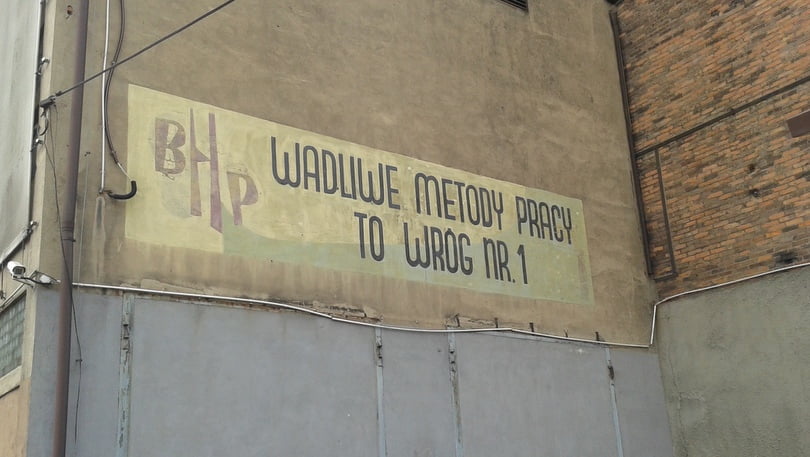 BHP
WADLIWE METODY PRACY
TO WRÓG NR.1